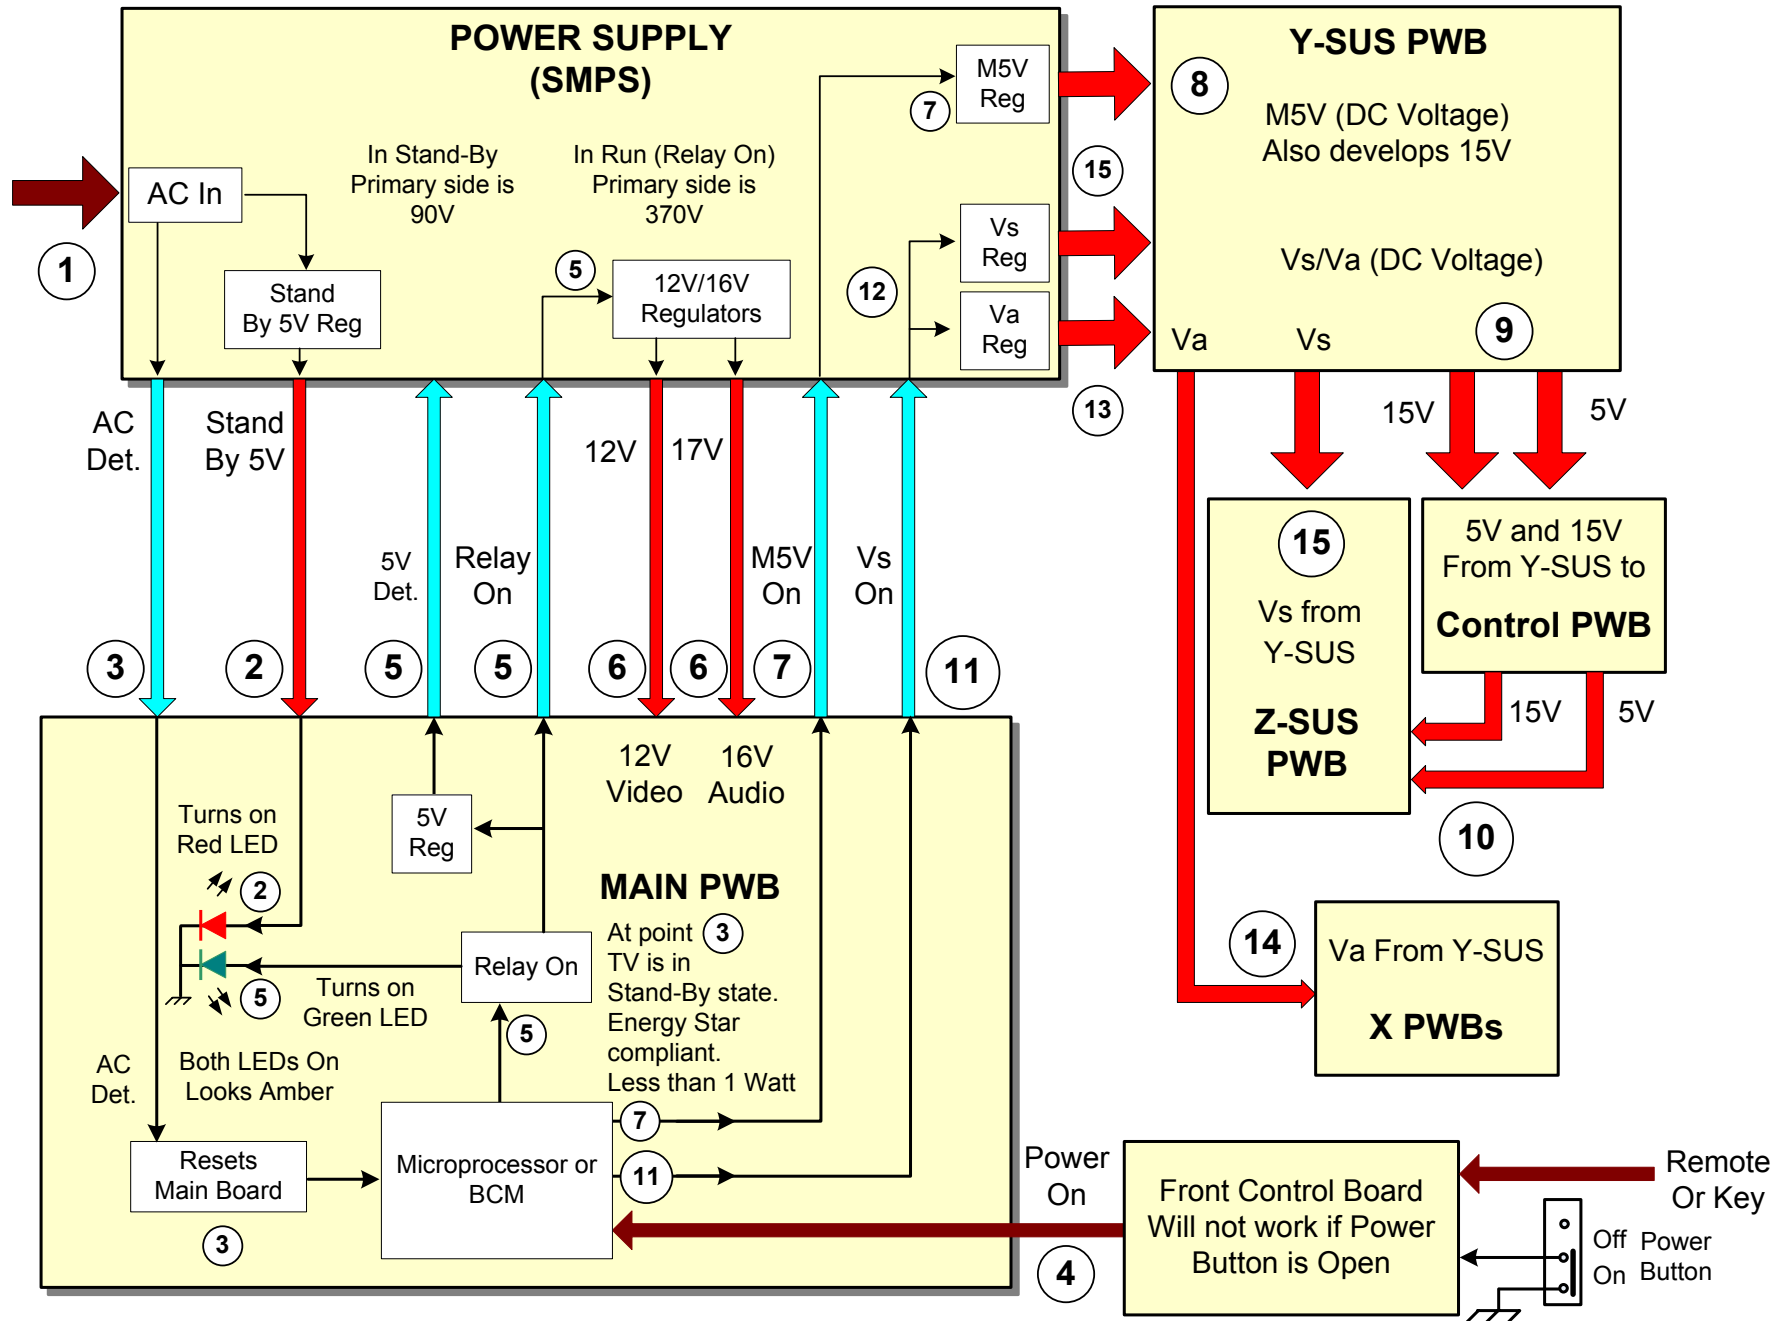 POWER SUPPLY
(SMPS)
M5V
Reg
7
In Stand-By
Primary side is
90V
In Run (Relay On)
Primary side is
370V
AC In
1
Stand
By 5V Reg
5
12V/16V
Regulators
12
Vs
Reg
Va
Reg
15
13
Y-SUS PWB
8
M5V (DC Voltage)
Also develops 15V
Vs/Va (DC Voltage)
9
Va
Vs
AC
Det.
Stand
By 5V
5V
Det.
Relay
On
12V
17V
M5V
On
Vs
On
3
2
5
5
6
6
7
11
15V
5V
15
Vs from
Y-SUS
Z-SUS
PWB
5V and 15V
From Y-SUS to
Control PWB
15V
5V
10
14
Va From Y-SUS
X PWBs
12V
Video
16V
Audio
Turns on
Red LED
2
5V
Reg
MAIN PWB
At point 3
TV is in
Stand-By state.
Energy Star
compliant.
Less than 1 Watt
Relay On
5
Turns on
Green LED
5
AC
Det.
Both LEDs On
Looks Amber
7
11
Resets
Main Board
3
Microprocessor or
BCM
Power
On
4
Front Control Board
Will not work if Power
Button is Open
Remote
Or Key
Off
On
Power
Button